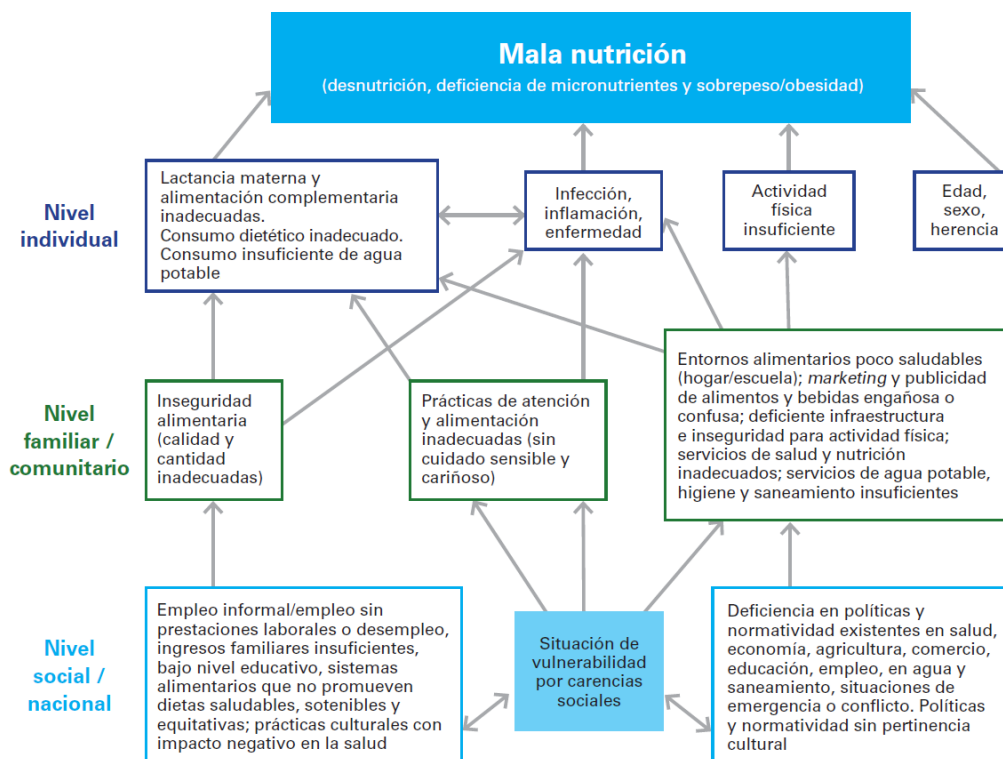 Mala nutrición
(desnutrición, deficiencia de micronutrientes y sobrepeso/obesidad)
Nivel
individual
Lactancia materna y
alimentación complementaria
inadecuadas.
Consumo dietético inadecuado.
Consumo insuficiente de agua
potable
Infección,
inflamación,
enfermedad
Actividad
física
insuficiente
Edad,
sexo,
herencia
Nivel
familiar /
comunitario
Inseguridad
alimentaria
(calidad y
cantidad
inadecuadas)
Prácticas de atención
y alimentación
inadecuadas (sin
cuidado sensible y
cariñoso)
Entornos alimentarios poco saludables
(hogar/escuela); marketing y publicidad
de alimentos y bebidas engañosa o
confusa; deficiente infraestructura
e inseguridad para actividad física;
servicios de salud y nutrición
inadecuados; servicios de agua potable,
higiene y saneamiento insuficientes
Nivel
social /
nacional
Empleo informal/empleo sin
prestaciones laborales o desempleo,
ingresos familiares insuficientes,
bajo nivel educativo, sistemas
alimentarios que no promueven
dietas saludables, sotenibles y
equitativas; prácticas culturales con
impacto negativo en la salud
Situación de
vulnerabilidad
por carencias
sociales
Deficiencia en políticas y
normatividad existentes en salud,
economía, agricultura, comercio,
educación, empleo, en agua y
saneamiento, situaciones de
emergencia o conflicto. Políticas
y normatividad sin pertinencia
cultural